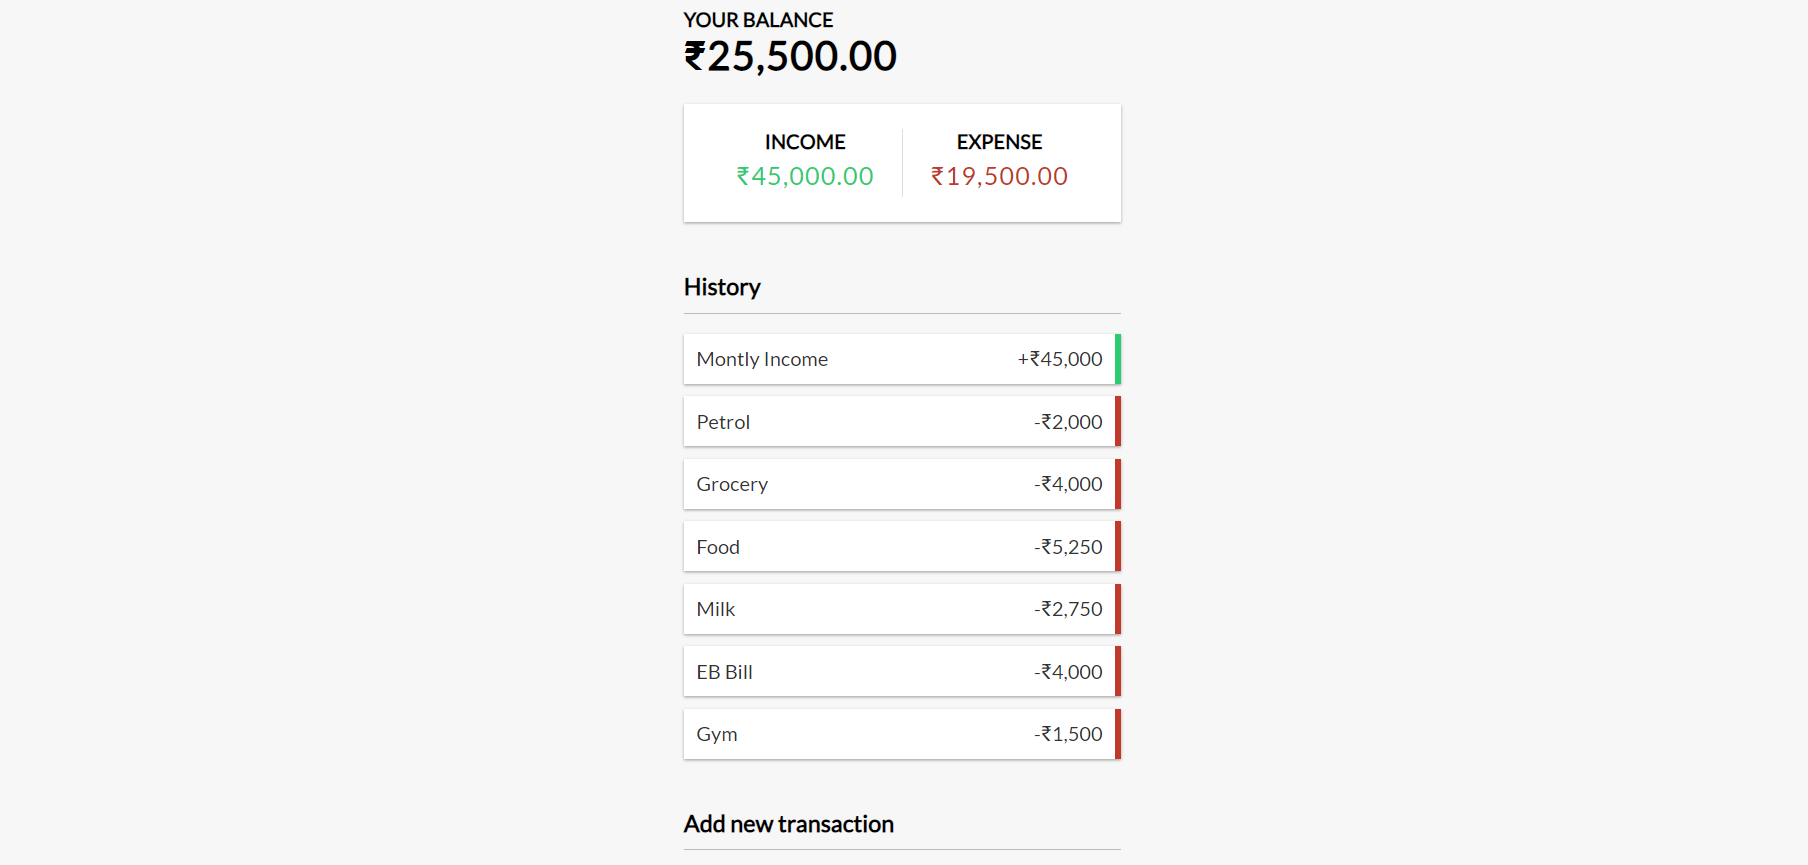 YOUR BALANCE
₹25,500.00
INCOME
₹45,000.00
EXPENSE
₹19,500.00
History
Montly Income +₹45,000
Petrol -₹2,000
Grocery -₹4,000
Food -₹5,250
Milk -₹2,750
EB Bill -₹4,000
Gym -₹1,500
Add new transaction